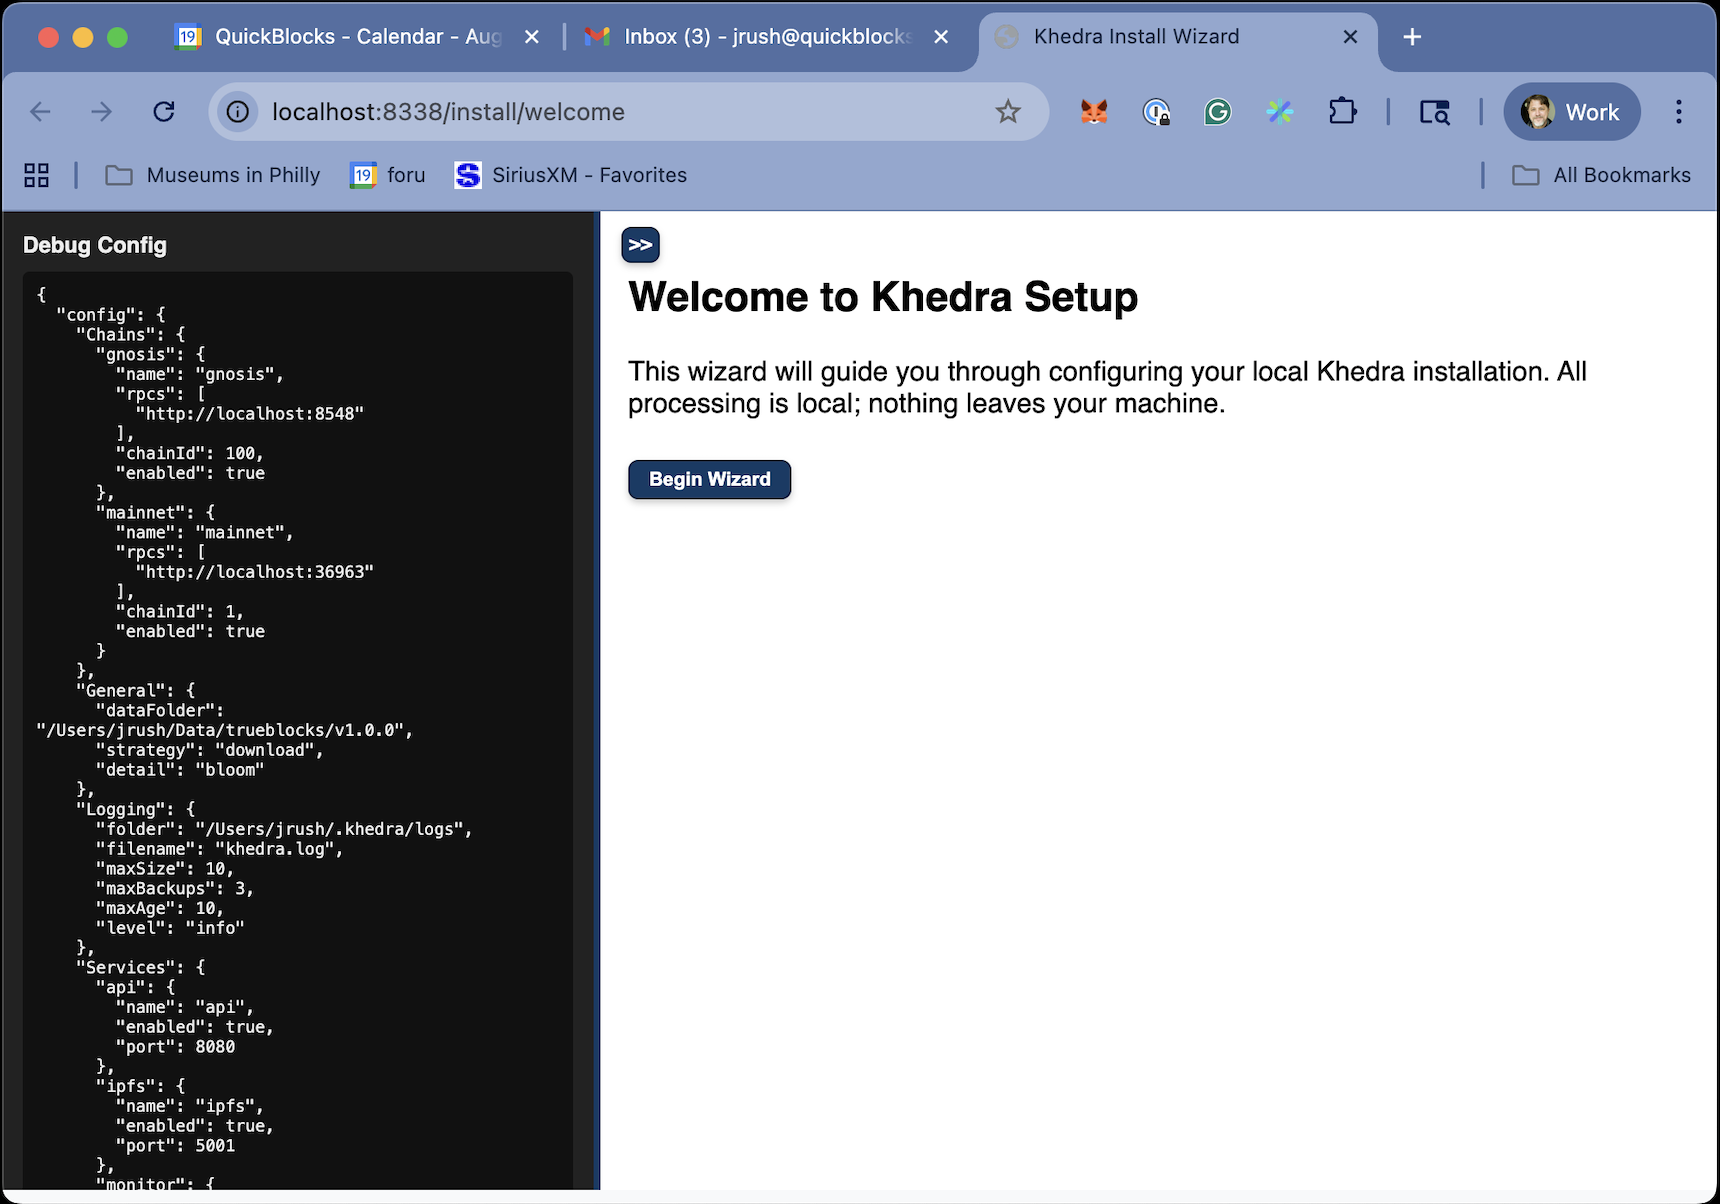 QuickBlocks - Calendar - Aug
Inbox (3) - jrush@quickblocks
Khedra Install Wizard
localhost:8338/install/welcome
Work
Museums in Philly
19
foru
SiriusXM - Favorites
All Bookmarks
Debug Config
{
"config": {
"Chains": {
"gnosis": {
"name": "gnosis",
"rpcs": [
"http://localhost:8548"
],
"chainId": 100,
"enabled": true
},
"mainnet": {
"name": "mainnet",
"rpcs": [
"http://localhost:36963"
],
"chainId": 1,
"enabled": true
}
},
"General": {
"dataFolder":
"/Users/jrush/Data/trueblocks/v1.0.0",
"strategy": "download",
"detail": "bloom"
},
"Logging": {
"folder": "/Users/jrush/.khedra/logs",
"filename": "khedra.log",
"maxSize": 10,
"maxBackups": 3,
"maxAge": 10,
"level": "info"
},
"Services": {
"api": {
"name": "api",
"enabled": true,
"port": 8080
},
"ipfs": {
"name": "ipfs",
"enabled": true,
"port": 5001
},
"monitor": {
>>
Welcome to Khedra Setup
This wizard will guide you through configuring your local Khedra installation. All
processing is local; nothing leaves your machine.
Begin Wizard